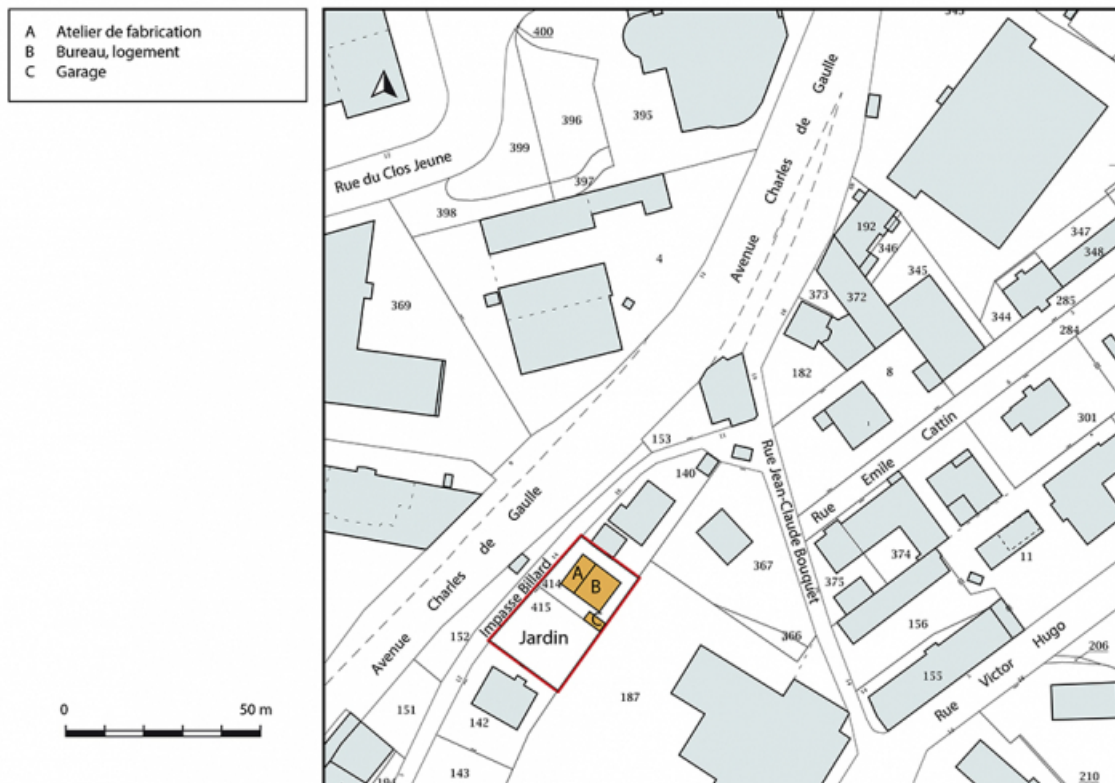 A Atelier de fabrication
B Bureau, logement
C Garage
0 50 m
400
395
396
399
397
398
Rue du Clos Jeune
Avenue Charles de Gaulle
4
369
192
346
347
348
345
373
372
344
285
284
182
8
301
Rue Emile Cattin
153
140
Rue Jean-Claude Bouquet
Avenue Charles de Gaulle
Impasse Billard
A
B
C
414
415
Jardin
152
151
142
143
187
367
366
374
375
11
156
155
Rue Victor Hugo
206
210